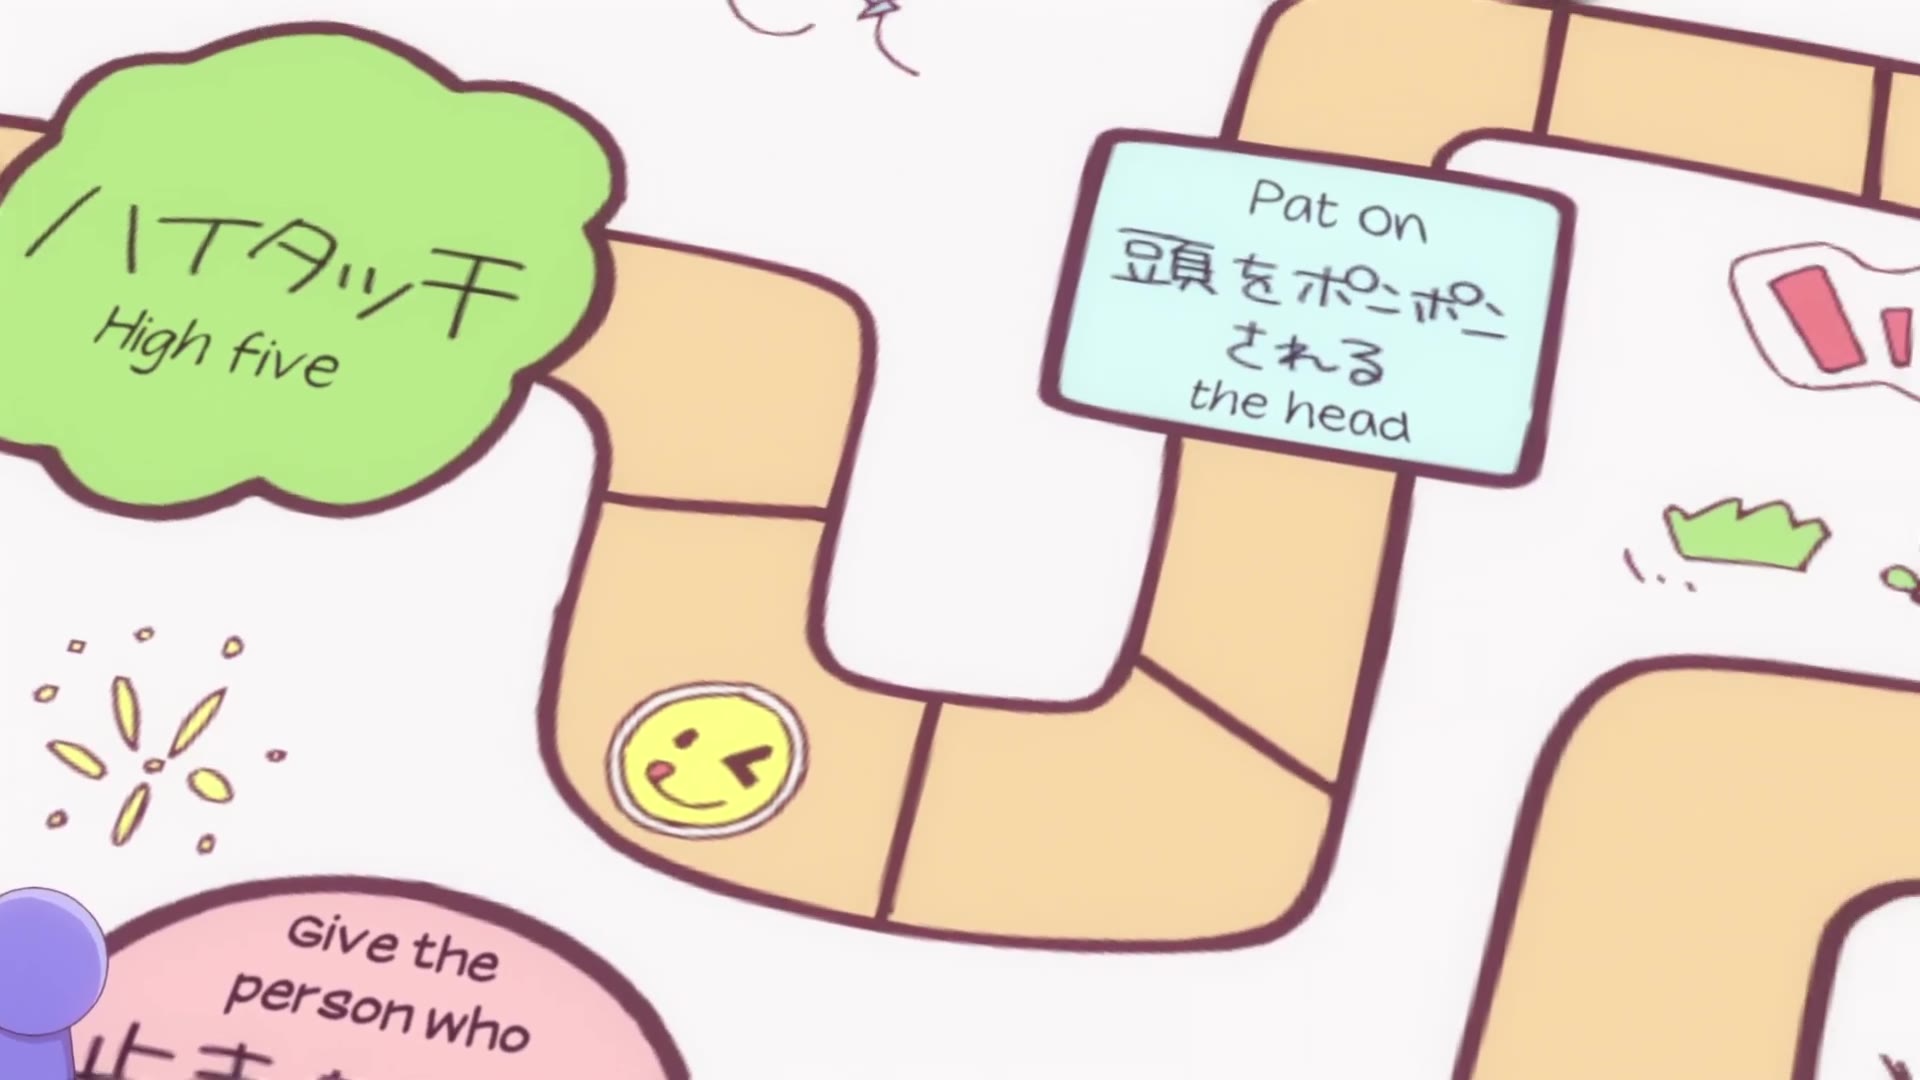 ハイタッチ
High five
Pat on
頭をポンポン
される
the head
Give the
person who